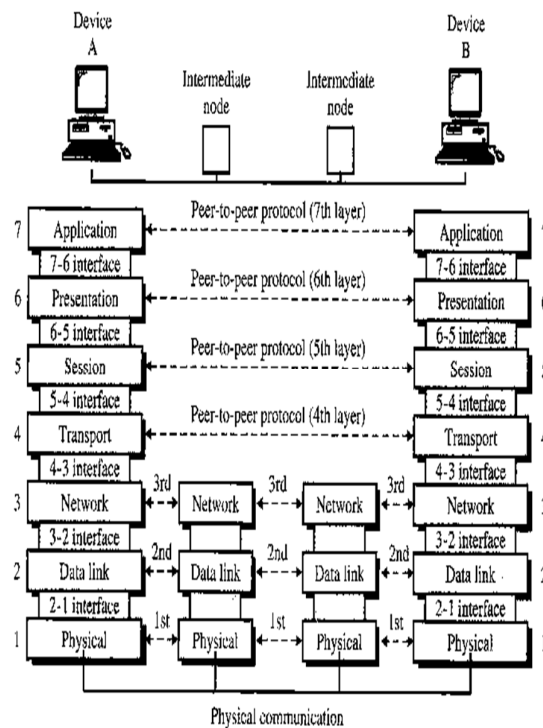 Device
A
Device
B
Intermediate
node
Intermediate
node
7 Application Peer-to-peer protocol (7th layer) Application
7-6 interface 7-6 interface
6 Presentation Peer-to-peer protocol (6th layer) Presentation
6-5 interface 6-5 interface
5 Session Peer-to-peer protocol (5th layer) Session
5-4 interface 5-4 interface
4 Transport Peer-to-peer protocol (4th layer) Transport
4-3 interface 4-3 interface
3 Network 3rd Network 3rd Network 3rd Network
3-2 interface 3-2 interface
2 Data link 2nd Data link 2nd Data link 2nd Data link
2-1 interface 2-1 interface
1 Physical 1st Physical 1st Physical 1st Physical
Physical communication